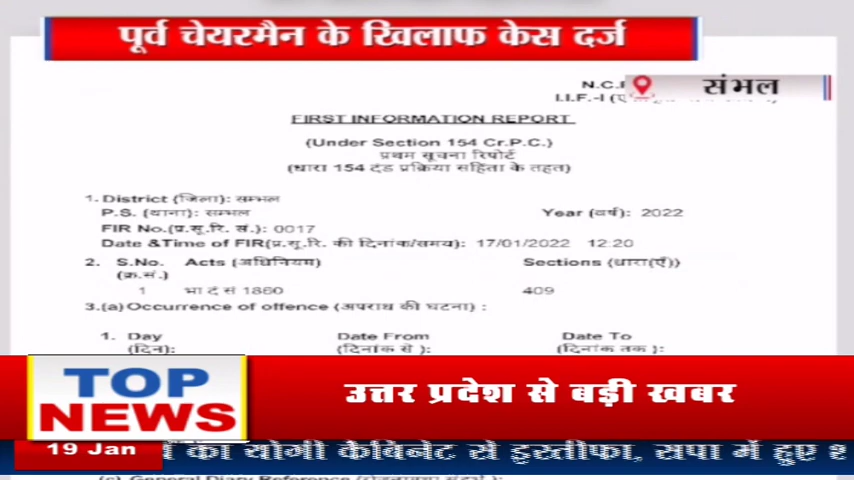 पूर्व चेयरमैन के खिलाफ केस दर्ज
संभल
FIRST INFORMATION REPORT
(Under Section 154 Cr.P.C.)
प्रथम सूचना रिपोर्ट
(धारा 154 दंड प्रक्रिया संहिता के तहत)
1. District (जिला): सम्भल
P.S. (थाना): सम्भल
Year (वर्ष): 2022
FIR No.(प्र.सू.रि. सं.): 0017
Date &Time of FIR(प्र.सू.रि. की दिनांक/समय): 17/01/2022 12:20
2. S.No. Acts (अधिनियम) Sections (धारा(एँ))
(क्र.सं.)
1 भा दं सं 1860 409
3.(a) Occurrence of offence (अपराध की घटना) :
1. Day Date From Date To
(दिन): (दिनांक से ): (दिनांक तक ):
TOP NEWS
उत्तर प्रदेश से बड़ी खबर
19 Jan
का योगी कैबिनेट से इस्तीफा, सपा में हुए
(c) General Diary Reference